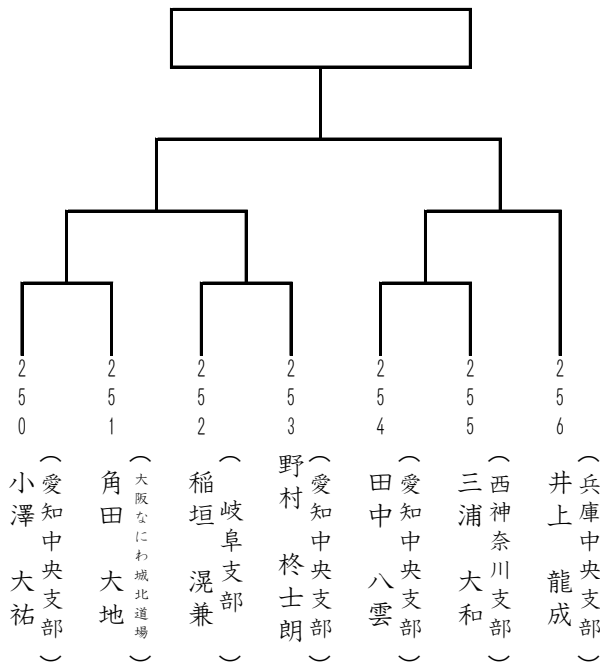 250
小澤 大祐
(愛知中央支部)
251
角田 大地
(大阪なにわ城北道場)
252
稲垣 滉兼
(岐阜支部)
253
野村 柊士朗
(愛知中央支部)
254
田中 八雲
(愛知中央支部)
255
三浦 大和
(西神奈川支部)
256
井上 龍成
(兵庫中央支部)